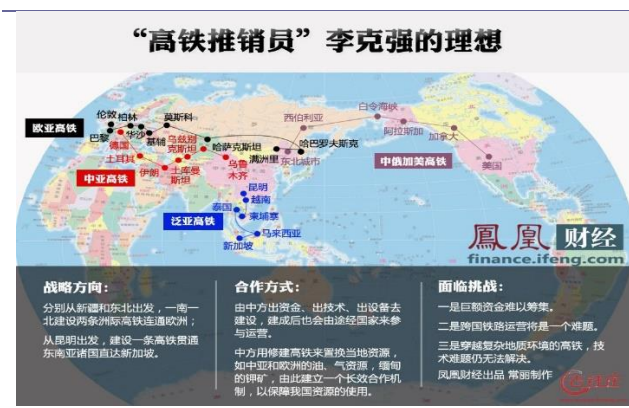 “高铁推销员”李克强的理想
白令海峡
伦敦 柏林 莫斯科 西伯利亚
欧亚高铁
阿拉斯加
加拿大
巴黎 华沙 基辅
德国
乌兹别克斯坦
哈萨克斯坦
满洲里
哈巴罗夫斯克
东北城市
中俄加美高铁
美国
土耳其
中亚高铁
伊朗
土库曼斯坦
乌鲁木齐
昆明
越南
泰国
泛亚高铁
柬埔寨
马来西亚
新加坡
鳳凰 财经
finance.ifeng.com
战略方向：
分别从新疆和东北出发，一南一
北建设两条洲际高铁连通欧洲；
从昆明出发，建设一条高铁贯通
东南亚诸国直达新加坡。
合作方式：
由中方出资金、出技术、出设备去
建设，建成后也会由途经国家来参
与运营。
中方用修建高铁来置换当地资源，
如中亚和欧洲的油、气资源，缅甸
的钾矿，由此建立一个长效合作机
制，以保障我国资源的使用。
面临挑战：
一是巨额资金难以筹集。
二是跨国铁路运营将是一个难题。
三是穿越复杂地质环境的高铁，技
术难题仍无法解决。
凤凰财经出品 常丽制作